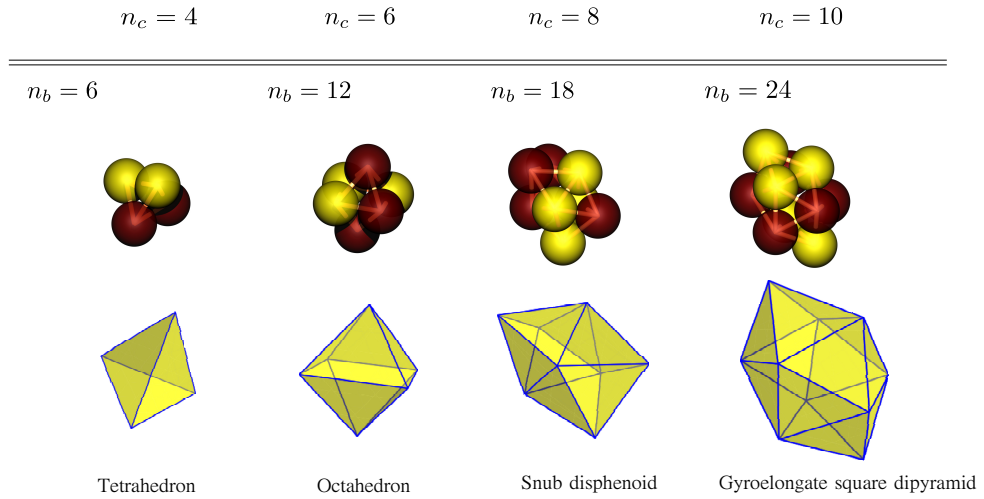 n_c = 4 n_c = 6 n_c = 8 n_c = 10
n_b = 6 n_b = 12 n_b = 18 n_b = 24
Tetrahedron Octahedron Snub disphenoid Gyroelongate square dipyramid